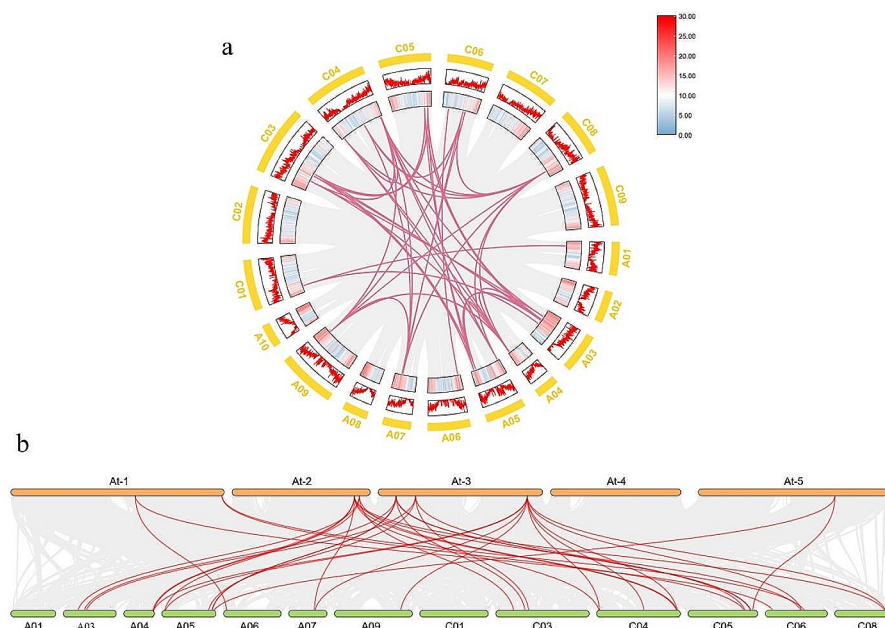 a
30.00
25.00
20.00
15.00
10.00
5.00
0.00
C05
C06
C07
C08
C09
A01
A02
A03
A04
A05
A06
A07
A08
A09
A10
C01
C02
C03
C04
b
At-1
At-2
At-3
At-4
At-5
A01
A03
A04
A05
A06
A07
A09
C01
C03
C04
C05
C06
C08